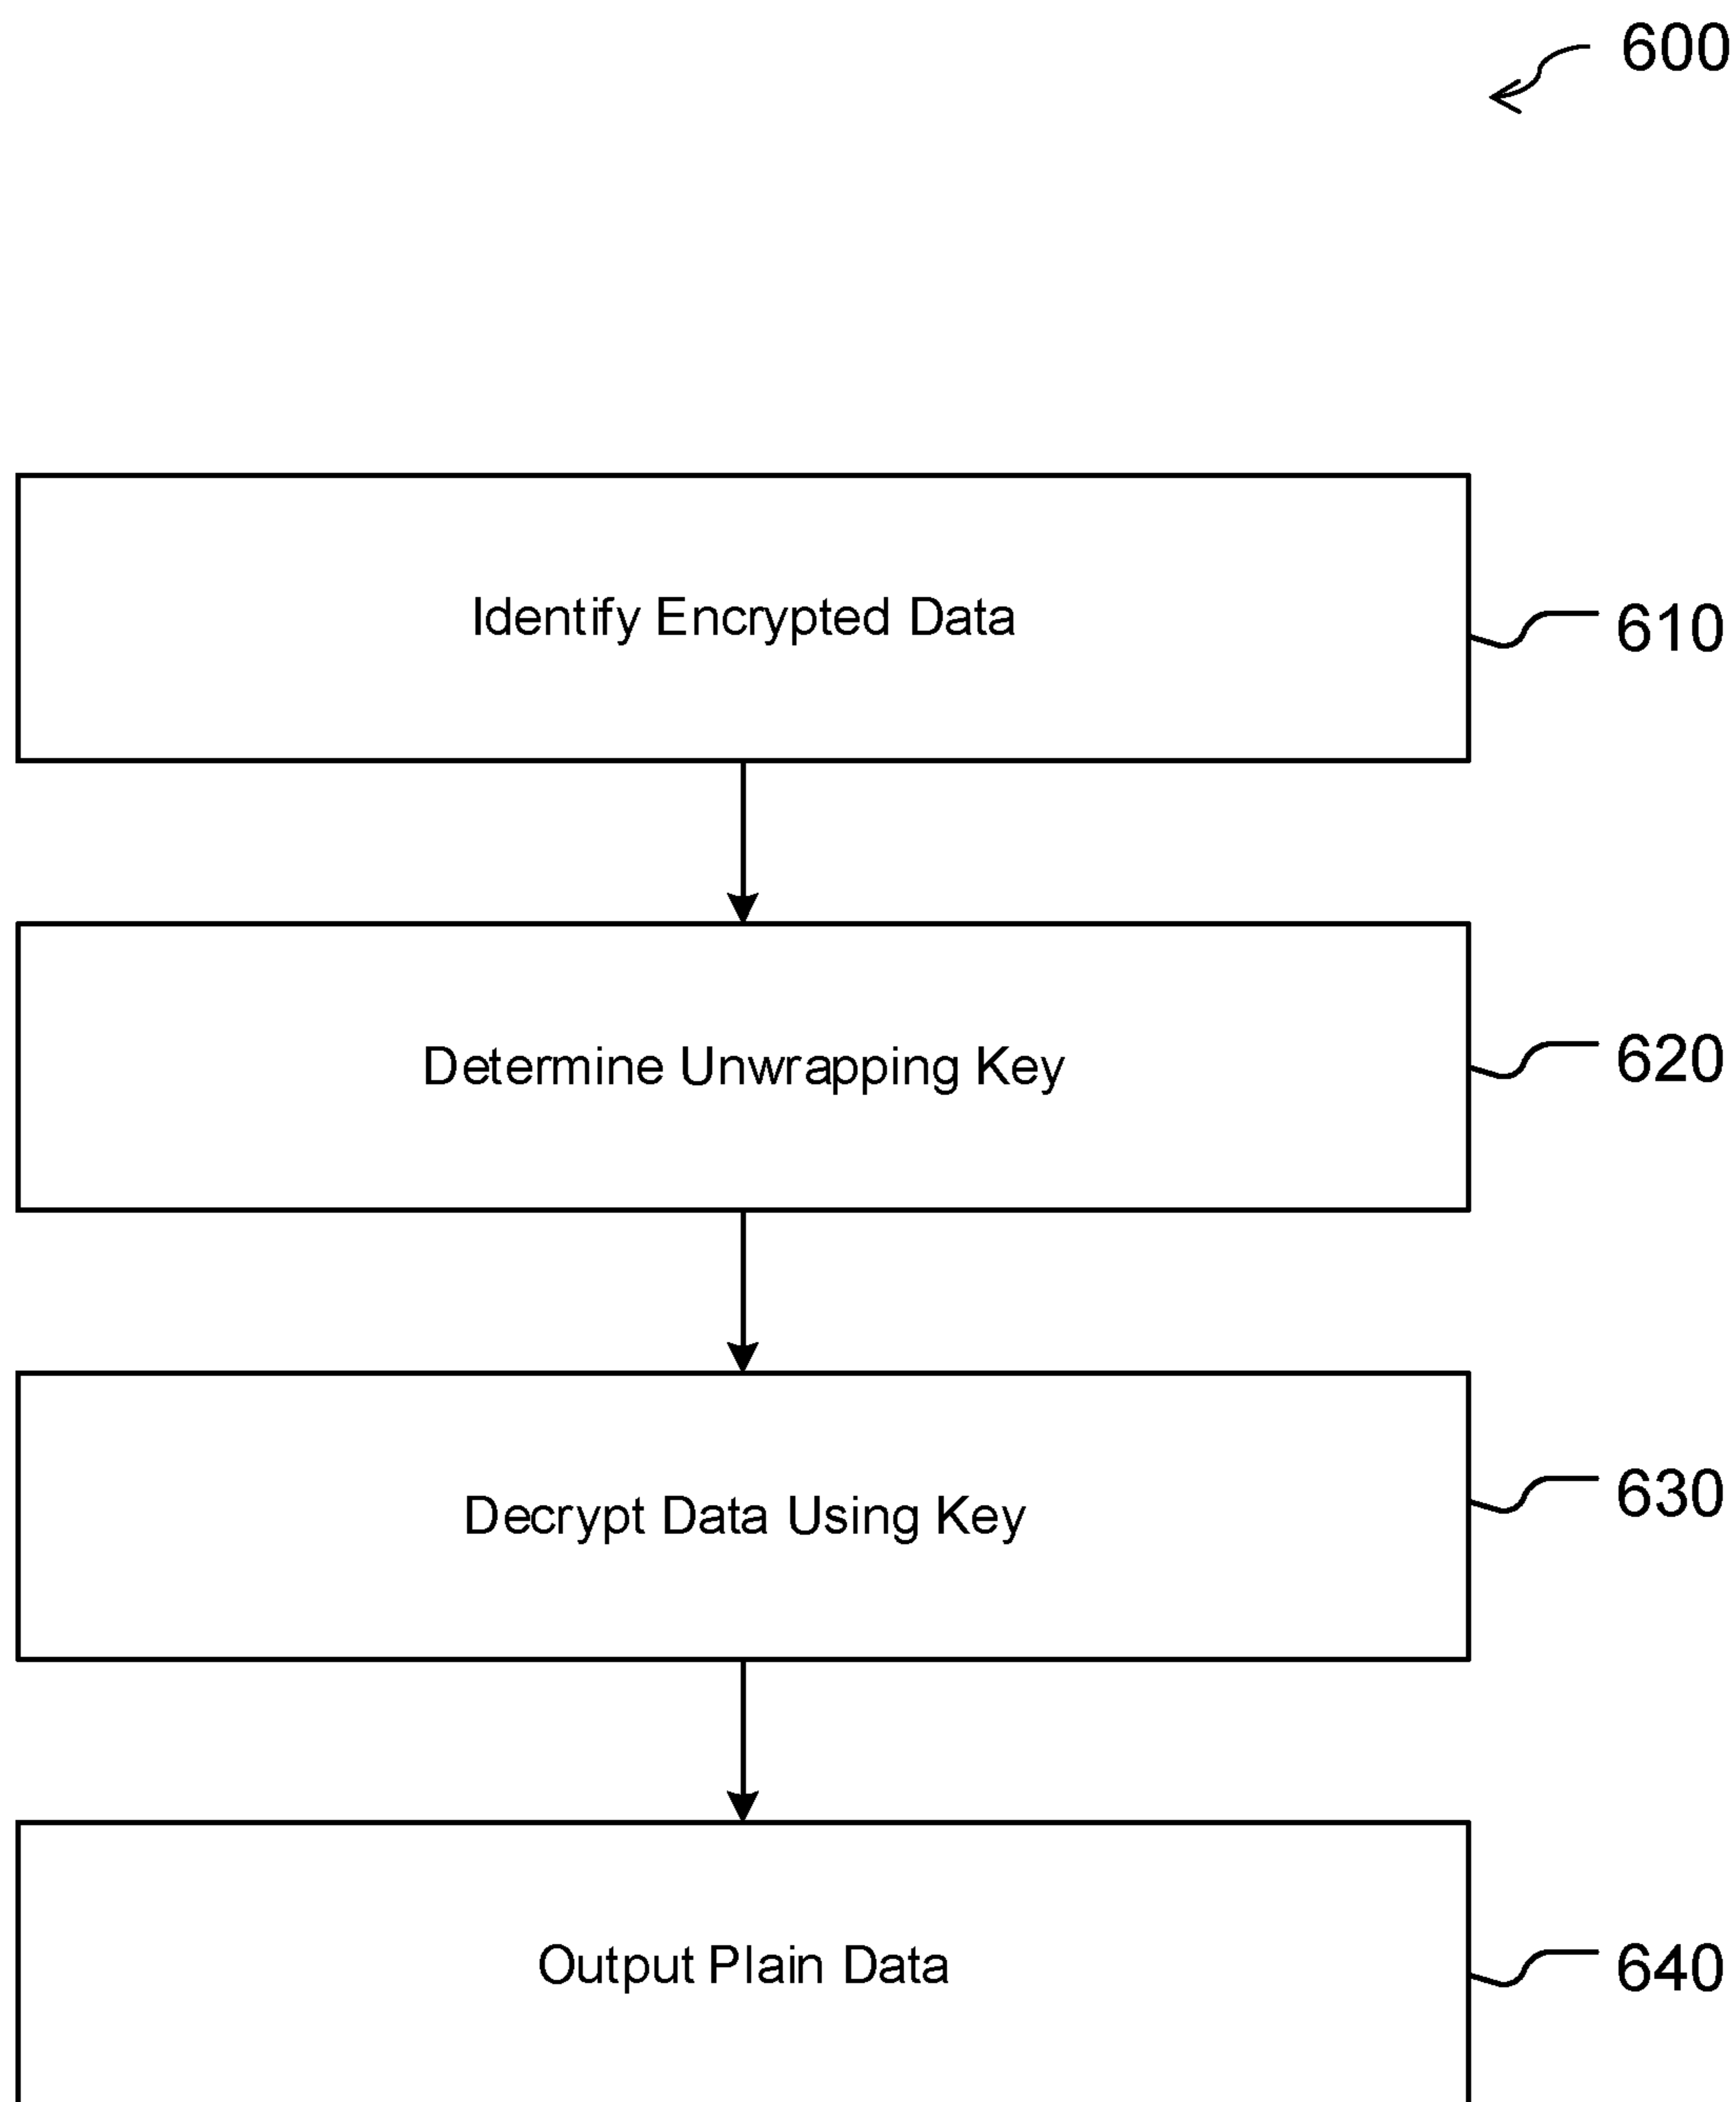 600
Identify Encrypted Data
610
Determine Unwrapping Key
620
Decrypt Data Using Key
630
Output Plain Data
640